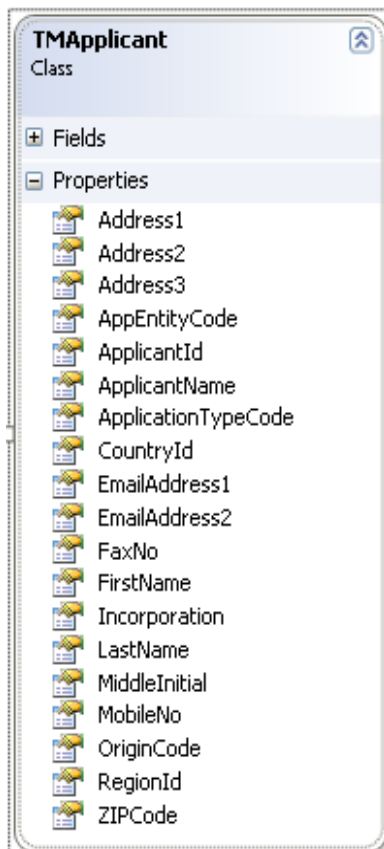 TMApplicant
Class
Fields
Properties
Address1
Address2
Address3
AppEntityCode
ApplicantId
ApplicantName
ApplicationTypeCode
CountryId
EmailAddress1
EmailAddress2
FaxNo
FirstName
Incorporation
LastName
MiddleInitial
MobileNo
OriginCode
RegionId
ZIPCode